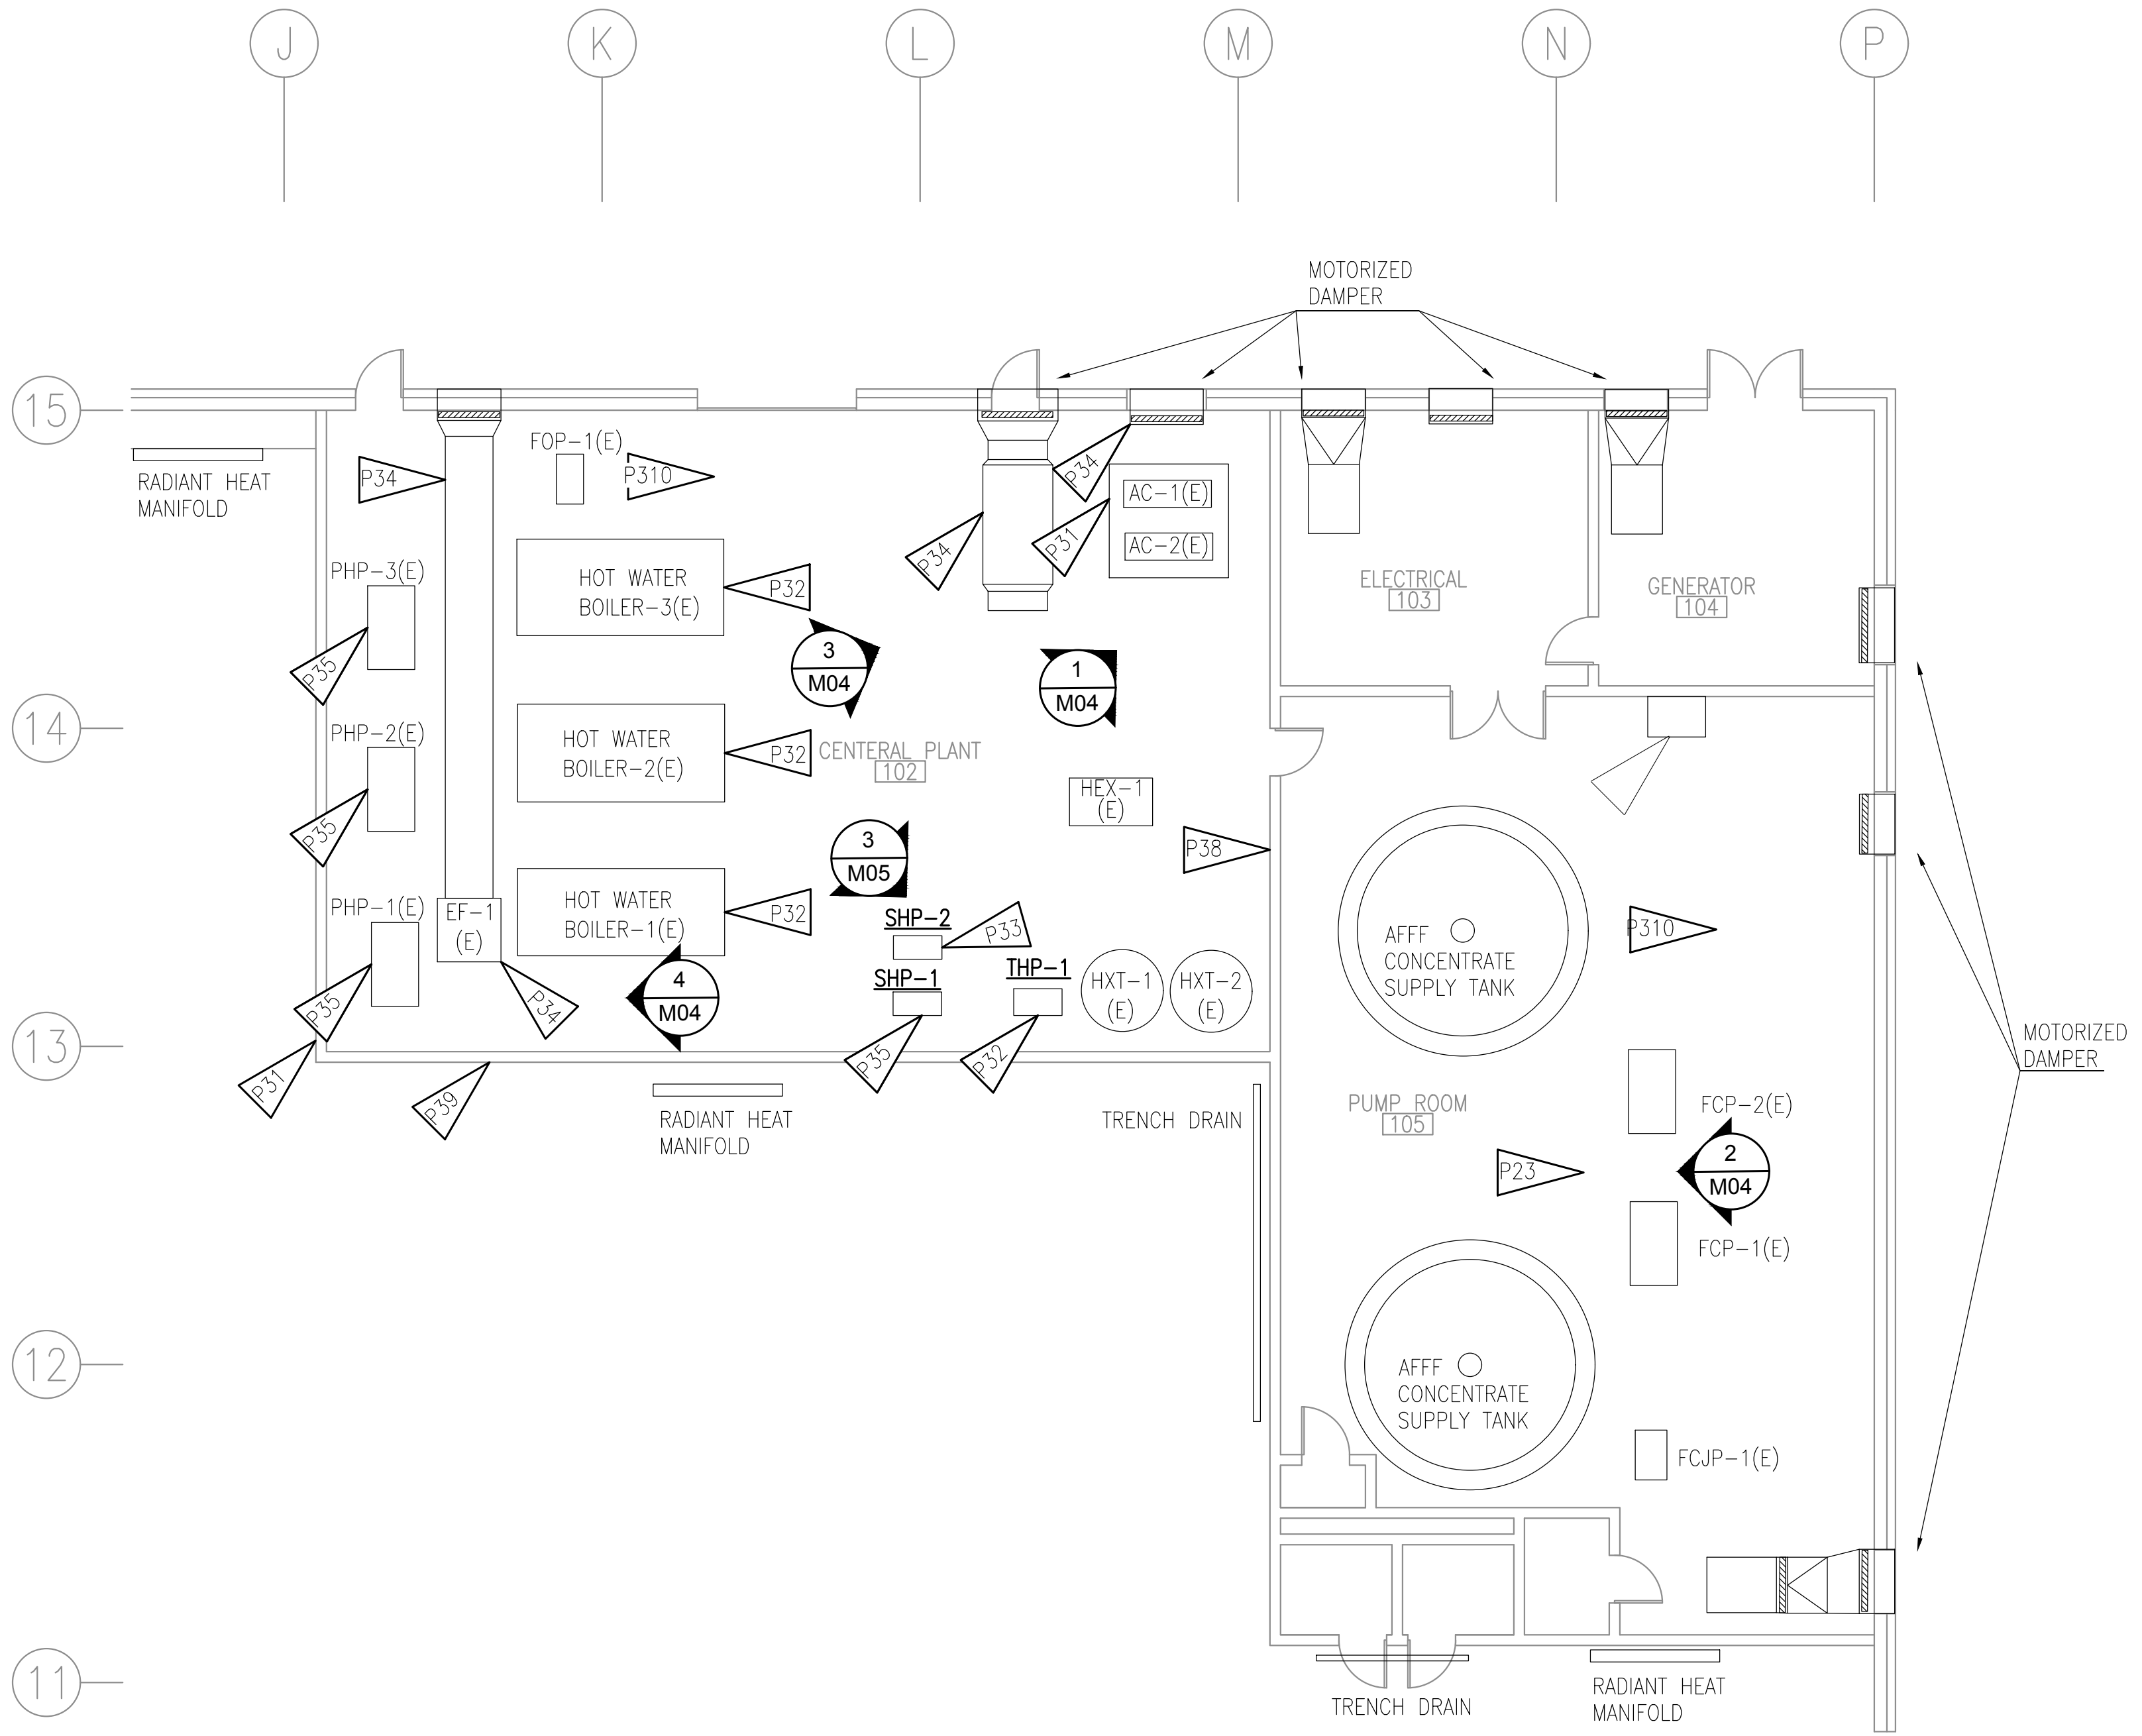 J
K
L
M
N
P
MOTORIZED
DAMPER
15
FOP-1(E)
P34
P310
P34
RADIANT HEAT
MANIFOLD
AC-1(E)
P34
P31
AC-2(E)
PHP-3(E)
HOT WATER
BOILER-3(E)
P32
ELECTRICAL
103
GENERATOR
104
P35
3
M04
1
M04
14
PHP-2(E)
HOT WATER
BOILER-2(E)
P32
CENTERAL PLANT
102
HEX-1
(E)
P35
3
M05
P38
PHP-1(E)
EF-1
(E)
HOT WATER
BOILER-1(E)
P32
SHP-2
P33
AFFF
CONCENTRATE
SUPPLY TANK
P310
SHP-1
THP-1
HXT-1
(E)
HXT-2
(E)
P35
P34
4
M04
13
MOTORIZED
DAMPER
P31
P39
P35
P32
RADIANT HEAT
MANIFOLD
TRENCH DRAIN
PUMP ROOM
105
FCP-2(E)
P23
2
M04
FCP-1(E)
12
AFFF
CONCENTRATE
SUPPLY TANK
FCJP-1(E)
11
TRENCH DRAIN
RADIANT HEAT
MANIFOLD